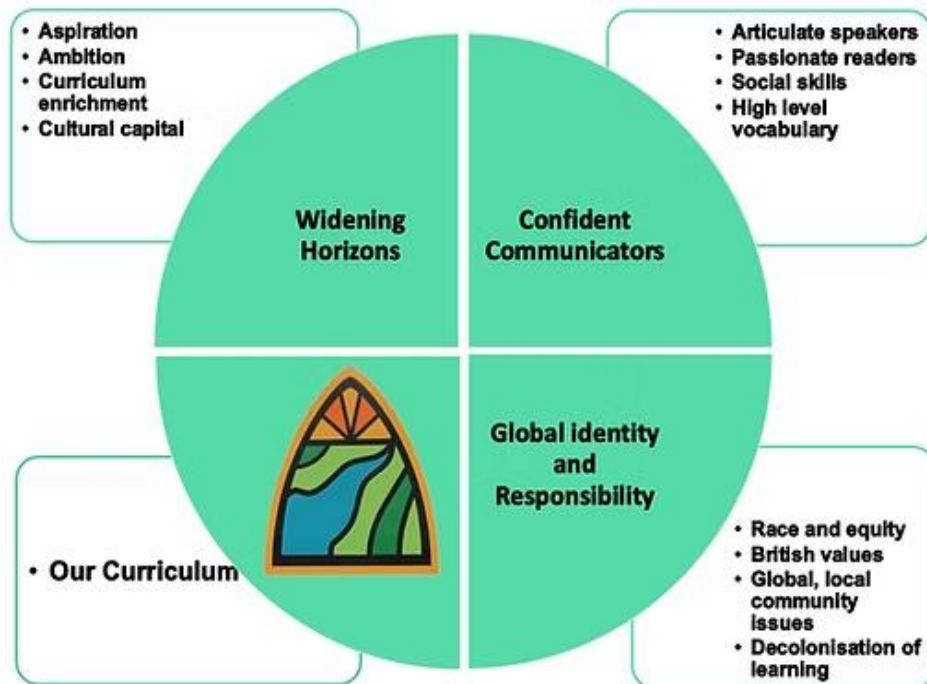 • Aspiration
• Ambition
• Curriculum
enrichment
• Cultural capital
• Articulate speakers
• Passionate readers
• Social skills
• High level
vocabulary
Widening
Horizons
Confident
Communicators
• Our Curriculum
Global identity
and
Responsibility
• Race and equity
• British values
• Global, local
community
issues
• Decolonisation of
learning